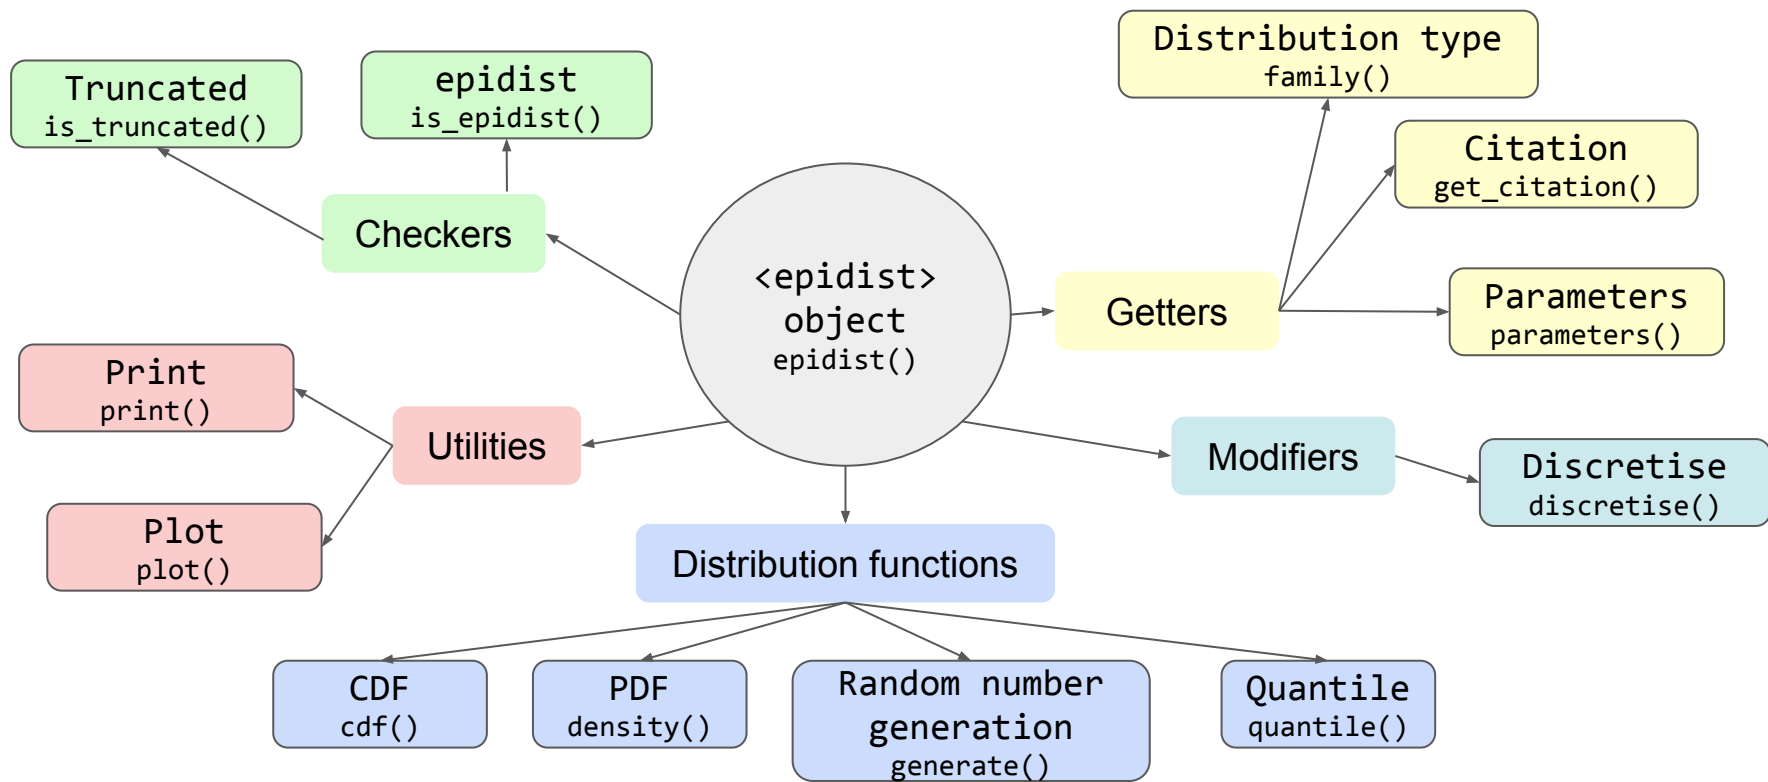 Distribution type
family()
Truncated
is_truncated()
epidist
is_epidist()
Citation
get_citation()
Checkers
<epidist>
object
epidist()
Getters
Parameters
parameters()
Print
print()
Utilities
Modifiers
Discretise
discretise()
Plot
plot()
Distribution functions
CDF
cdf()
PDF
density()
Random number
generation
generate()
Quantile
quantile()